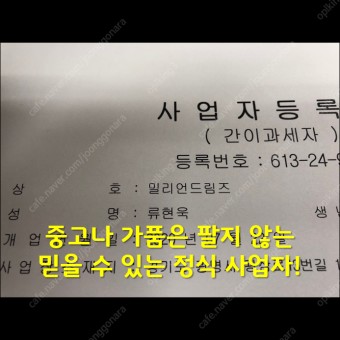 사 업 자 등 록
( 간이과세자 )
등록번호 : 613-24-9
상 호 : 밀리언드림즈
성 명 : 류현욱 생 년
중고나 가품은 팔지 않는
개 업
믿을 수 있는 정식 사업자!
사 업
cafe.naver.com/joonggonara